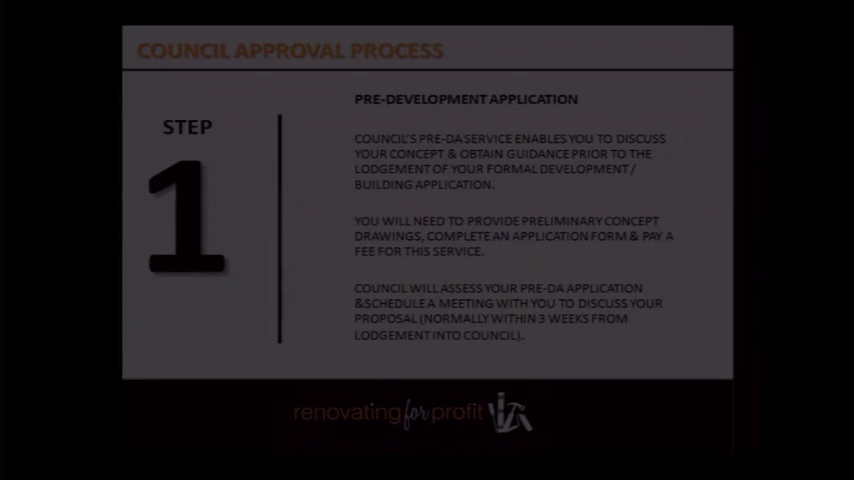 COUNCIL APPROVAL PROCESS
STEP
1
PRE-DEVELOPMENT APPLICATION
COUNCIL'S PRE-DA SERVICE ENABLES YOU TO DISCUSS
YOUR CONCEPT & OBTAIN GUIDANCE PRIOR TO THE
LODGEMENT OF YOUR FORMAL DEVELOPMENT /
BUILDING APPLICATION.
YOU WILL NEED TO PROVIDE PRELIMINARY CONCEPT
DRAWINGS, COMPLETE AN APPLICATION FORM & PAY A
FEE FOR THIS SERVICE.
COUNCIL WILL ASSESS YOUR PRE-DA APPLICATION
&SCHEDULE A MEETING WITH YOU TO DISCUSS YOUR
PROPOSAL (NORMALLY WITHIN 3 WEEKS FROM
LODGEMENT INTO COUNCIL).
renovating for profit